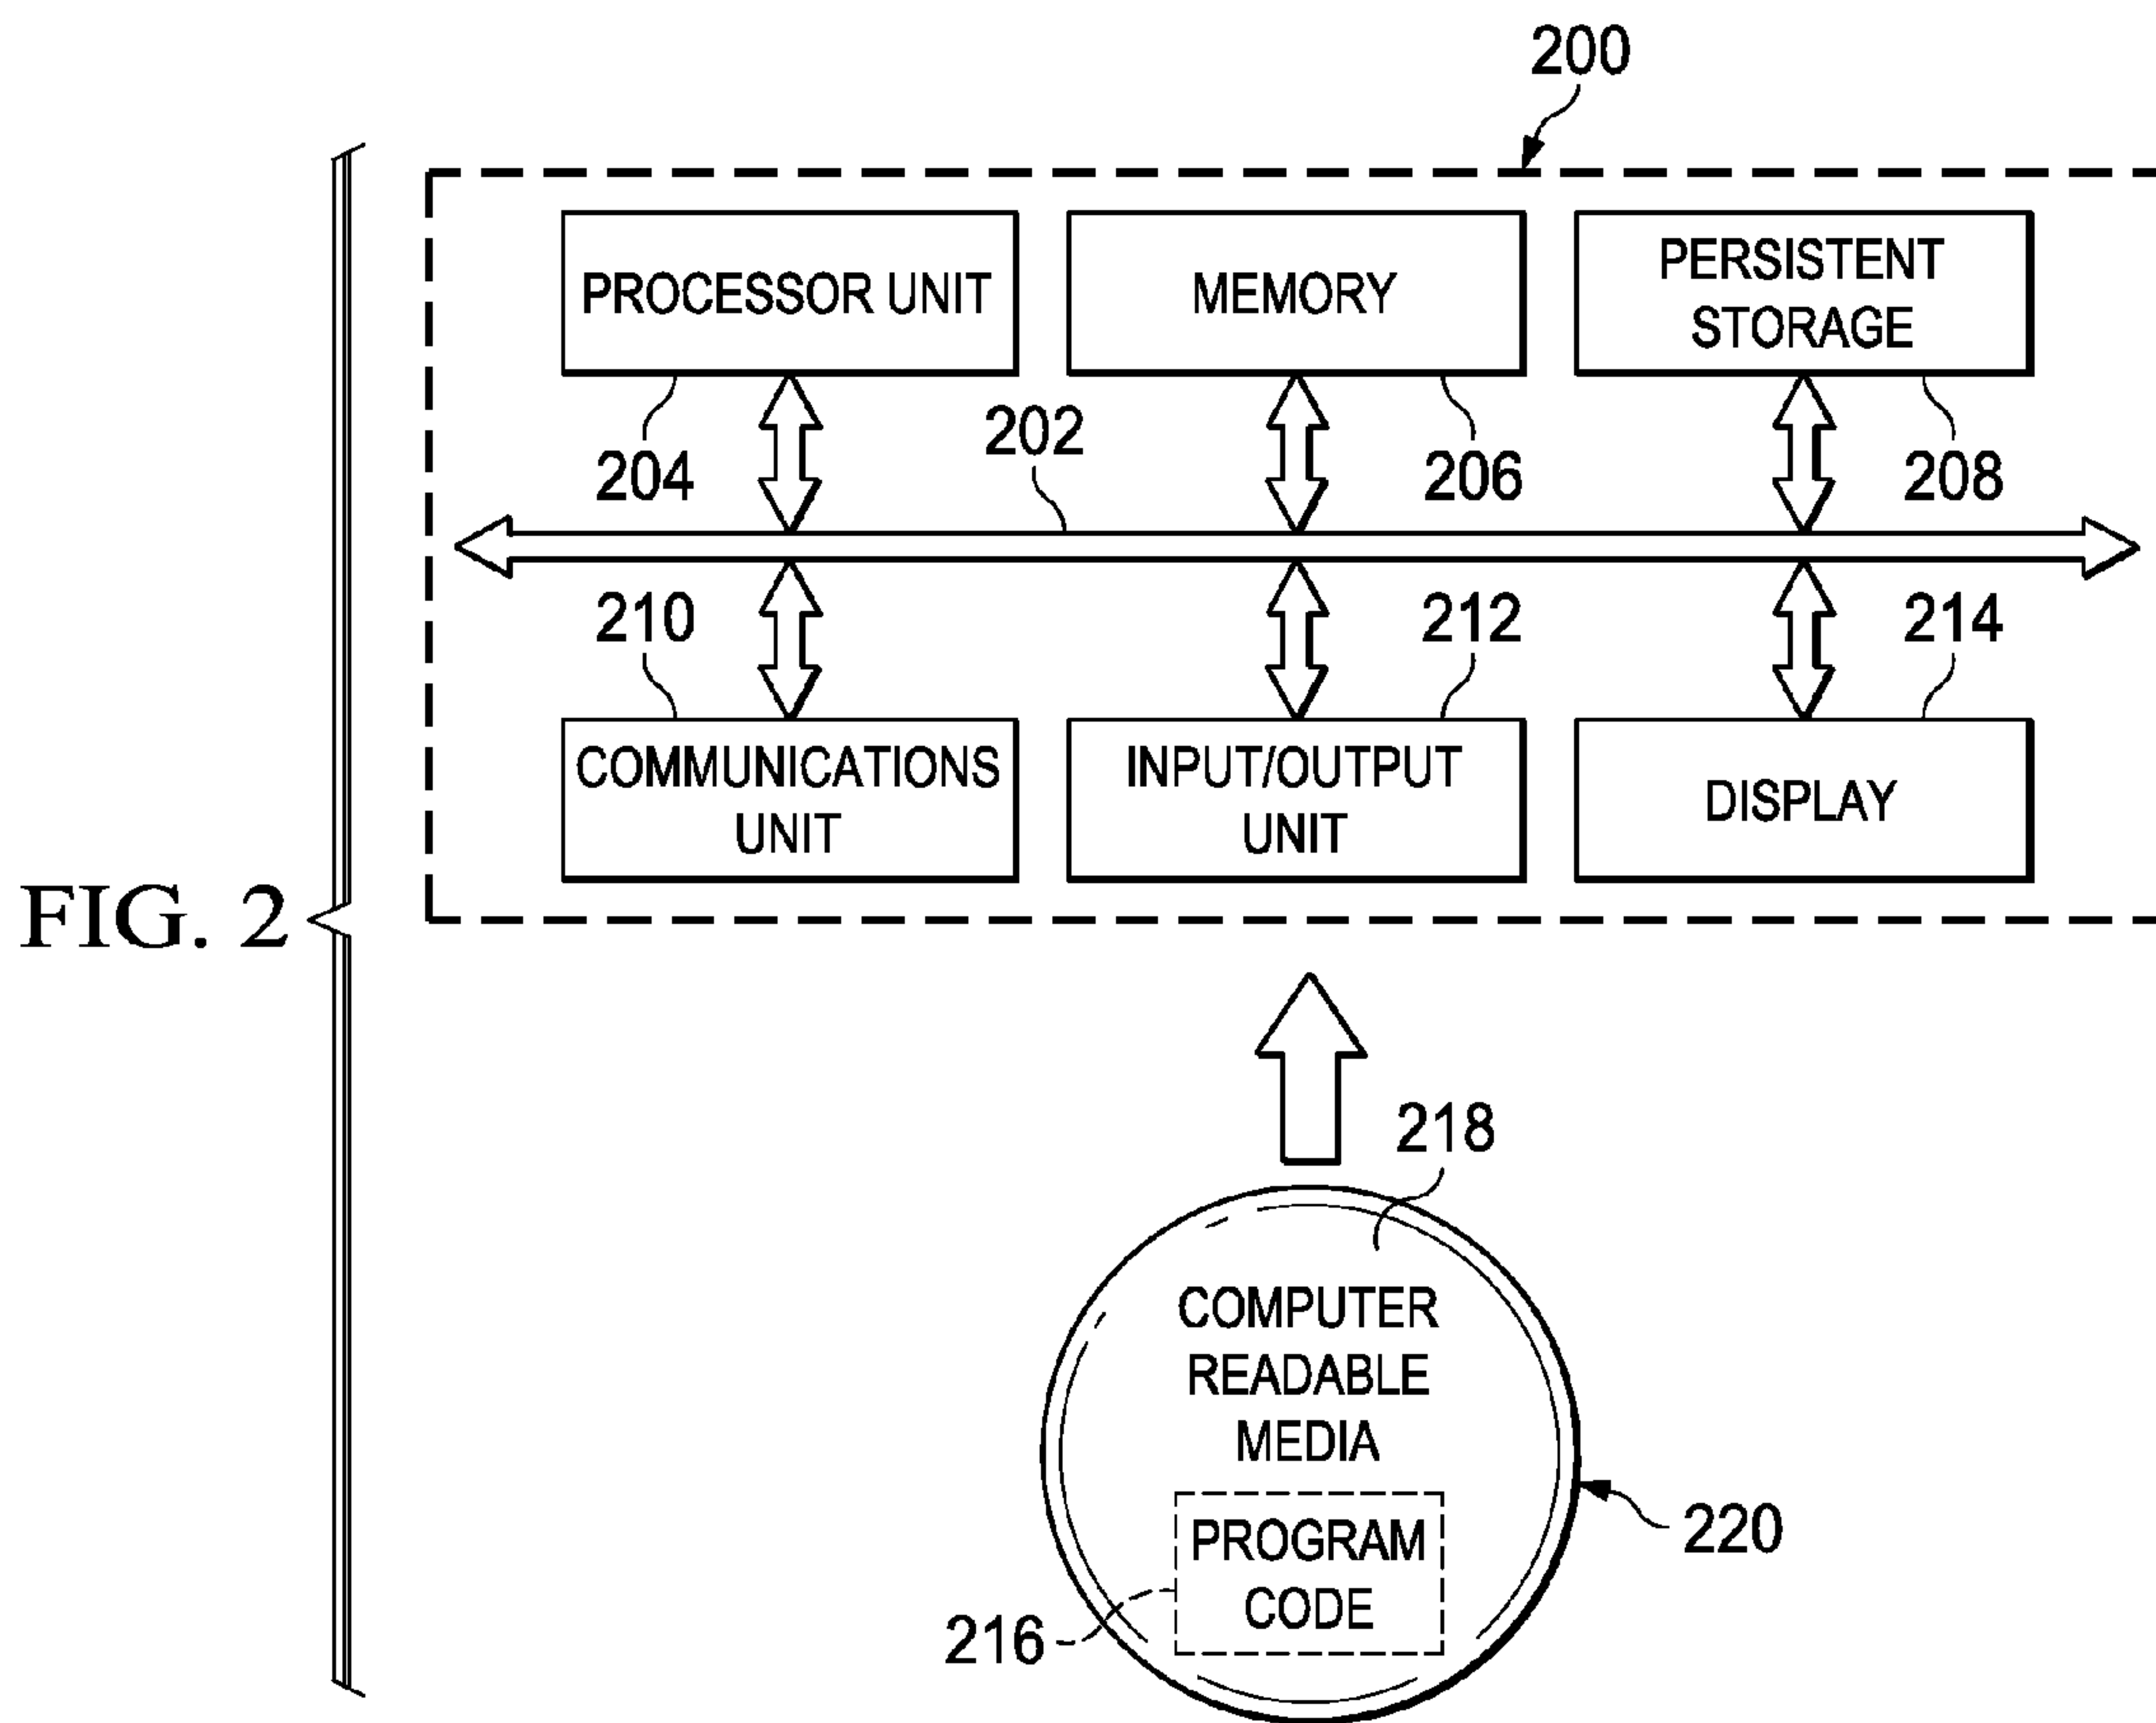 200
PROCESSOR UNIT
MEMORY
PERSISTENT
STORAGE
204
202
206
208
210
212
214
COMMUNICATIONS
UNIT
INPUT/OUTPUT
UNIT
DISPLAY
FIG. 2
218
COMPUTER
READABLE
MEDIA
PROGRAM
CODE
220
216